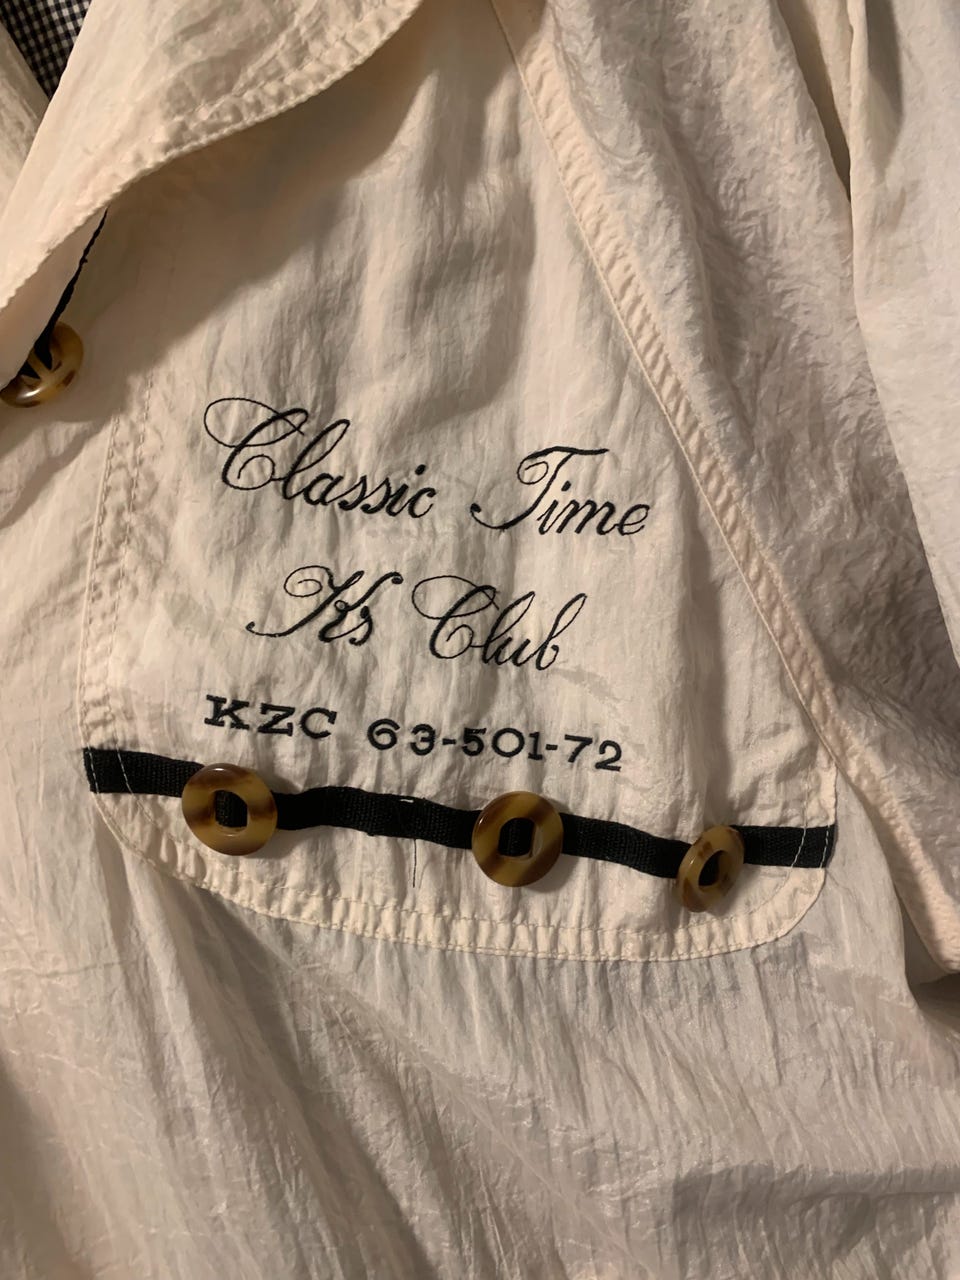 Classic Time
Ks Club
KZC 63-501-72